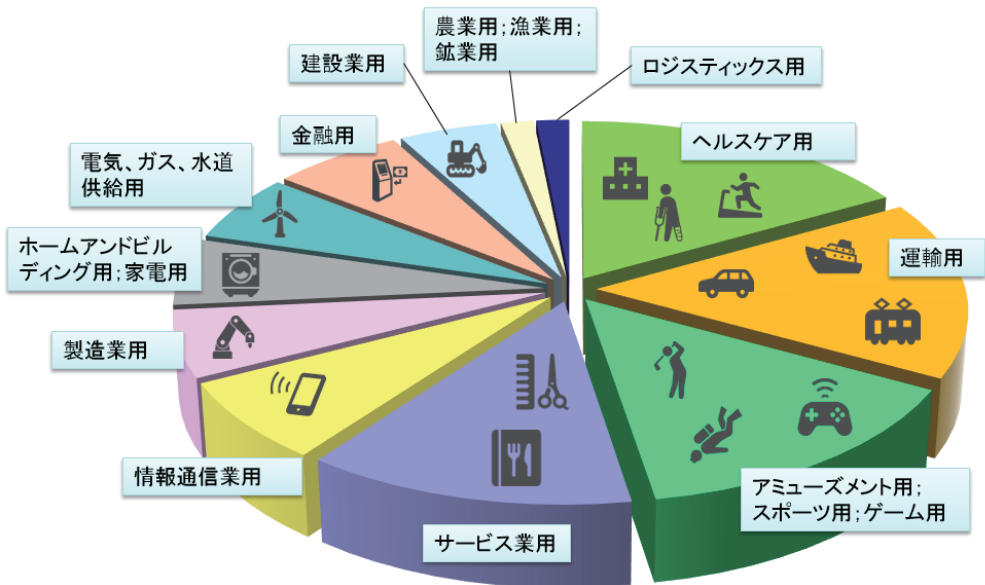 農業用;漁業用;
鉱業用
建設業用
ロジスティックス用
金融用
ヘルスケア用
電気、ガス、水道
供給用
ホームアンドビル
ディング用;家電用
運輸用
製造業用
情報通信業用
アミューズメント用;
スポーツ用;ゲーム用
サービス業用